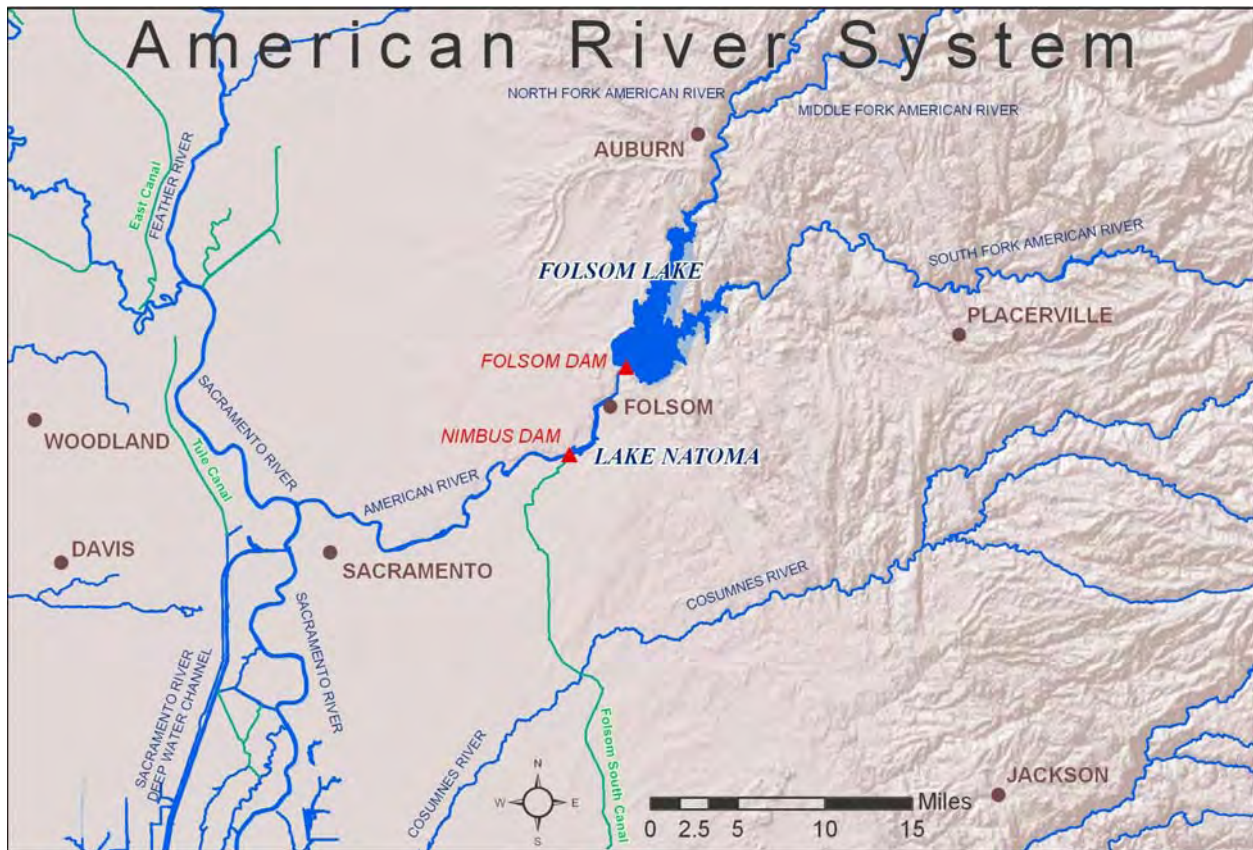 American River System
NORTH FORK AMERICAN RIVER
MIDDLE FORK AMERICAN RIVER
AUBURN
East Canal
FEATHER RIVER
SOUTH FORK AMERICAN RIVER
FOLSOM LAKE
PLACERVILLE
FOLSOM DAM
SACRAMENTO RIVER
FOLSOM
WOODLAND
NIMBUS DAM
LAKE NATOMA
Tule Canal
AMERICAN RIVER
DAVIS
SACRAMENTO
COSUMNES RIVER
SACRAMENTO RIVER
SACRAMENTO RIVER
DEEP WATER CHANNEL
COSUMNES RIVER
Folsom South Canal
N
W
E
S
JACKSON
Miles
0 2.5 5 10 15